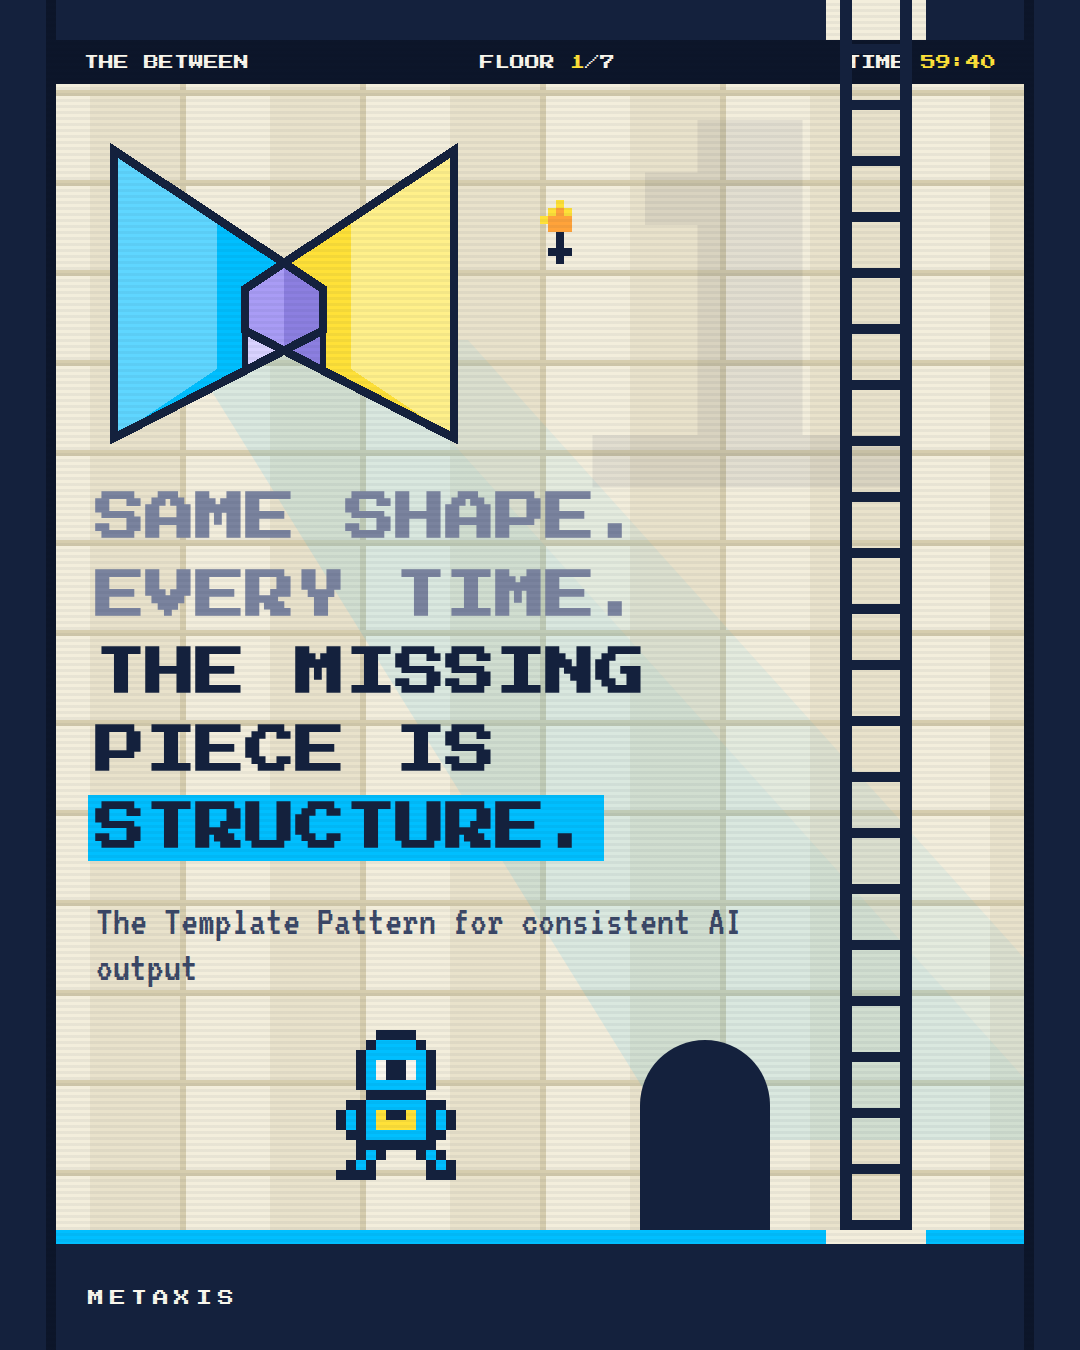 THE BETWEEN
FLOOR 1/7
TIME 59:40
1
SAME SHAPE.
EVERY TIME.
THE MISSING
PIECE IS
STRUCTURE.
The Template Pattern for consistent AI
output
METAXIS